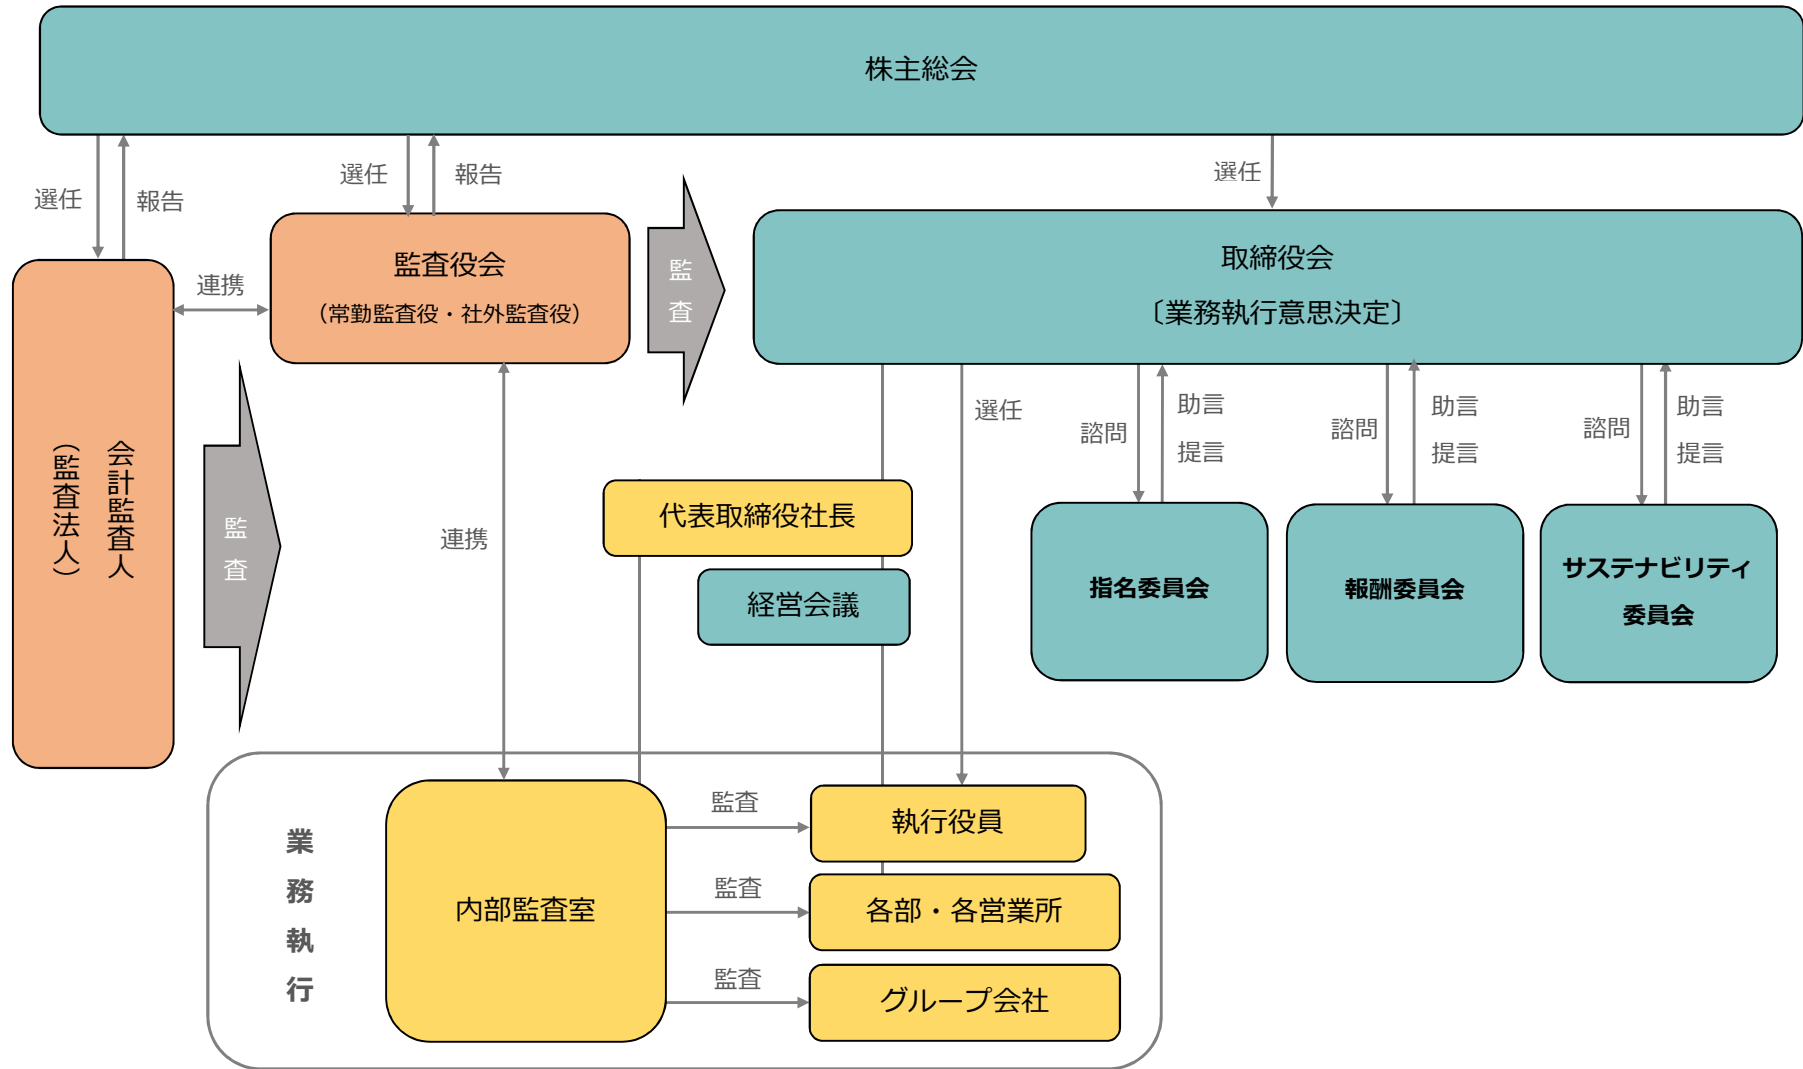 株主総会
選任
報告
選任
報告
選任
監査役会
(常勤監査役・社外監査役)
監
査
取締役会
〔業務執行意思決定〕
連携
会計監査人
(監査法人)
監
査
連携
選任
諮問
助言
提言
諮問
助言
提言
諮問
助言
提言
代表取締役社長
経営会議
指名委員会
報酬委員会
サステナビリティ
委員会
業
務
執
行
内部監査室
監査
執行役員
監査
各部・各営業所
監査
グループ会社